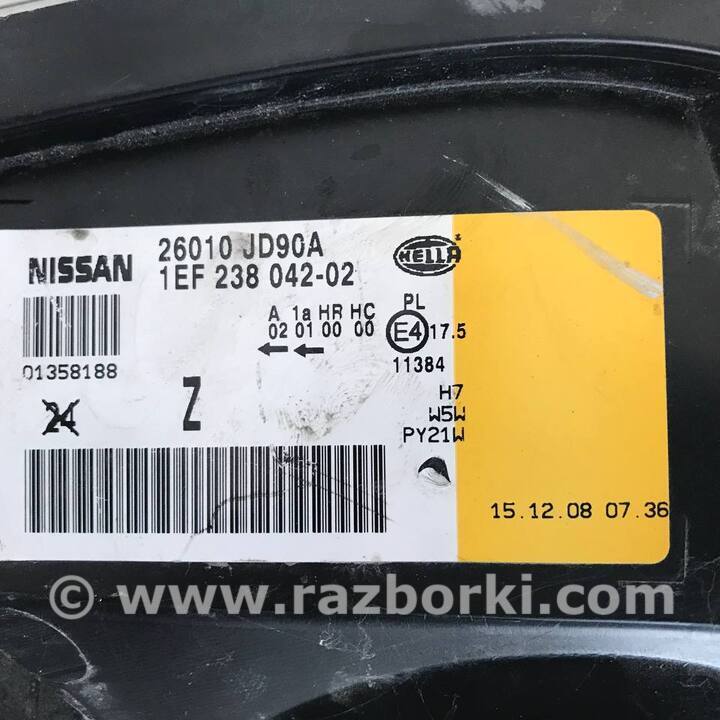 NISSAN
26010 JD90A
1EF 238 042-02
HELLA
A 1a HR HC
02 01 00 00
PL
E4 17.5
11384
01358188
24
Z
H7
W5W
PY21W
15.12.08 07.36
© www.razborki.com